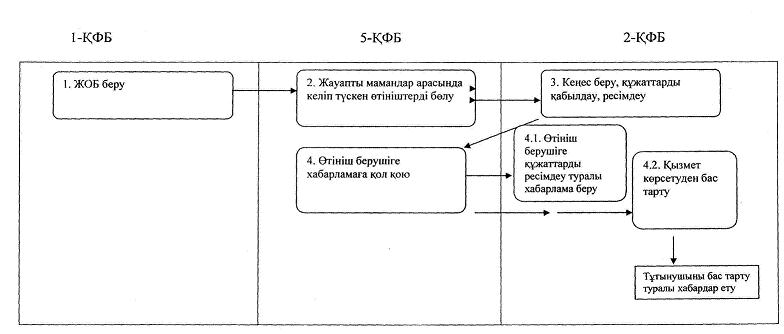 1-ҚФБ
5-ҚФБ
2-ҚФБ
1. ЖОБ беру
2. Жауапты мамандар арасында
келіп түскен өтініштерді бөлу
3. Кеңес беру, құжаттарды
қабылдау, ресімдеу
4. Өтініш берушіге
хабарламаға қол қою
4.1. Өтініш
берушіге
құжаттарды
ресімдеу туралы
хабарлама беру
4.2. Қызмет
көрсетуден бас
тарту
Тұтынушыны бас тарту
туралы хабардар ету